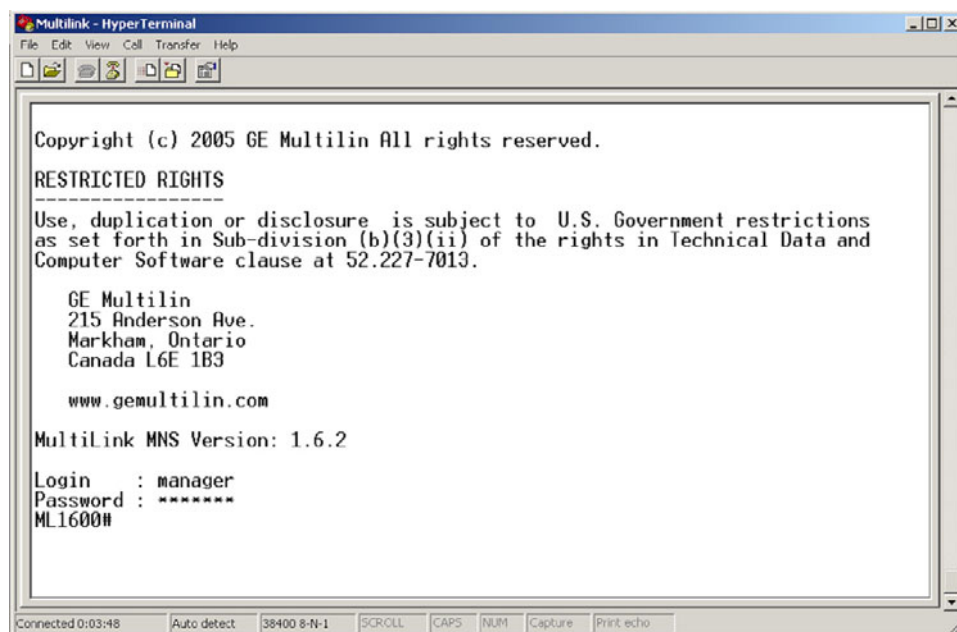 Multilink - HyperTerminal
File Edit View Call Transfer Help
Copyright (c) 2005 GE Multilin All rights reserved.
RESTRICTED RIGHTS
-----------------
Use, duplication or disclosure  is subject to  U.S. Government restrictions
as set forth in Sub-division (b)(3)(ii) of the rights in Technical Data and
Computer Software clause at 52.227-7013.
GE Multilin
215 Anderson Ave.
Markham, Ontario
Canada L6E 1B3
www.gemultilin.com
MultiLink MNS Version: 1.6.2
Login    : manager
Password : *******
ML1600#
Connected 0:03:48 Auto detect 38400 8-N-1 SCROLL CAPS NUM Capture Print echo